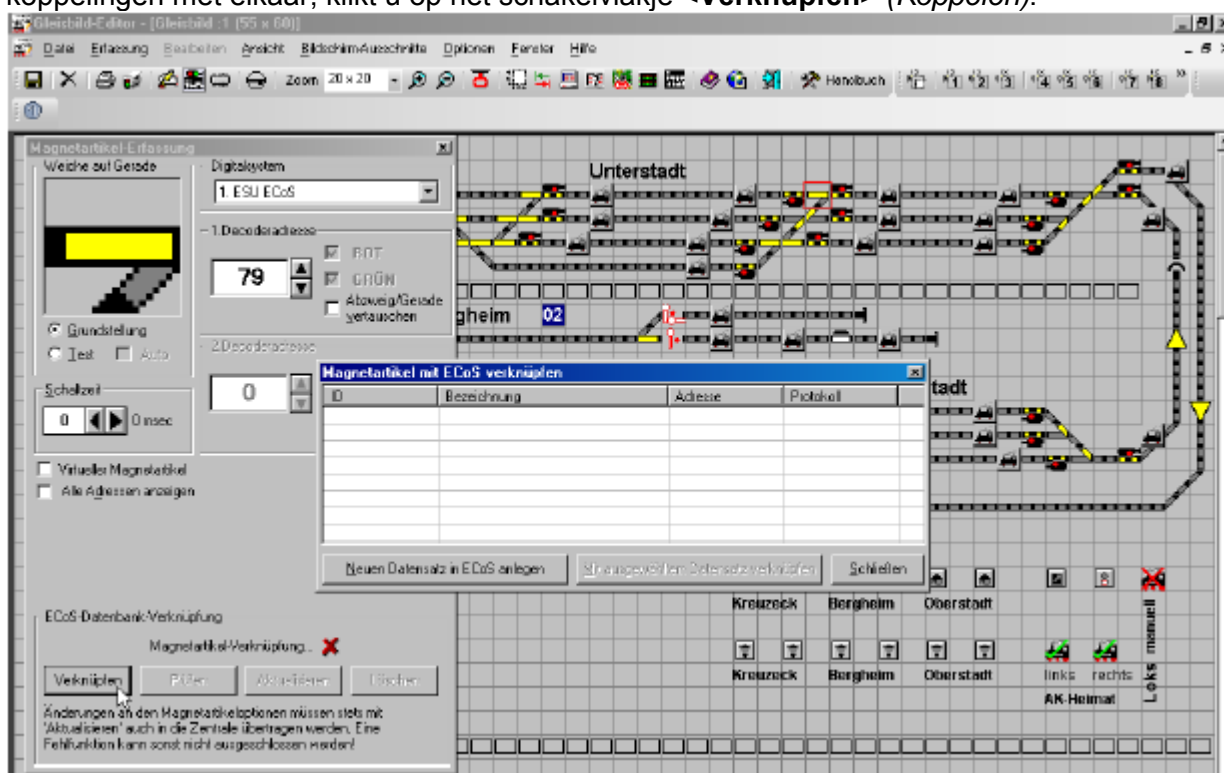 koppelingen met elkaar, klikt u op het schakelvlakje <Verknüpfen> (Koppelen).
Gleisbild-Editor - [Gleisbild :1 (55 x 60)]
Datei Erfassung Bearbeiten Ansicht Bildschirm-Ausschnitte Optionen Fenster Hilfe
Zoom 20 x 20 Handbuch
Magnetartikel-Erfassung
Weiche auf Gerade
Digitalsystem
1. ESU ECoS
1.Decoderadresse
79
ROT
GRÜN
Abzweig/Gerade
vertauschen
Grundstellung
Test Auto
2.Decoderadresse
0
Schaltzeit
0 0 msec
Virtueller Magnetartikel
Alle Adressen anzeigen
Unterstadt
gheim 02
tadt
Magnetartikel mit ECoS verknüpfen
ID Bezeichnung Adresse Protokoll
Neuen Datensatz in ECoS anlegen Mit ausgewähltem Datensatz verknüpfen Schließen
Kreuzeck Bergheim Oberstadt
Kreuzeck Bergheim Oberstadt
links rechts
AK-Heimat
Loks manuell
ECoS-Datenbank-Verknüpfung
Magnetartikel-Verknüpfung...
Verknüpfen Prüfen Aktualisieren Löschen
Änderungen an den Magnetartikeloptionen müssen stets mit
'Aktualisieren' auch in die Zentrale übertragen werden. Eine
Fehlfunktion kann sonst nicht ausgeschlossen werden!